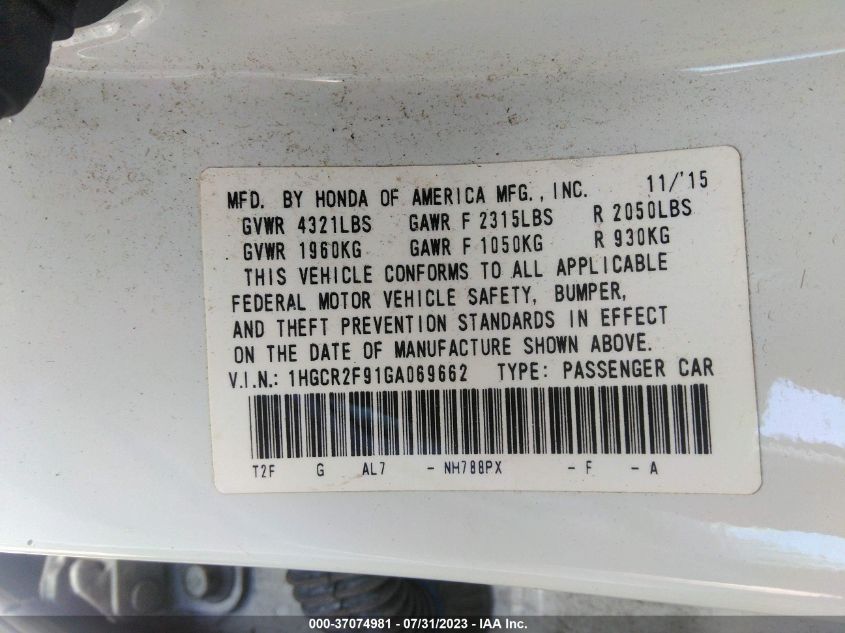 MFD. BY HONDA OF AMERICA MFG., INC. 11/'15
GVWR 4321LBS GAWR F 2315LBS R 2050LBS
GVWR 1960KG GAWR F 1050KG R 930KG
THIS VEHICLE CONFORMS TO ALL APPLICABLE
FEDERAL MOTOR VEHICLE SAFETY, BUMPER,
AND THEFT PREVENTION STANDARDS IN EFFECT
ON THE DATE OF MANUFACTURE SHOWN ABOVE.
V.I.N.: 1HGCR2F91GA069662 TYPE: PASSENGER CAR
T2F G AL7 - NH788PX - F - A
000-37074981 - 07/31/2023 - IAA Inc.